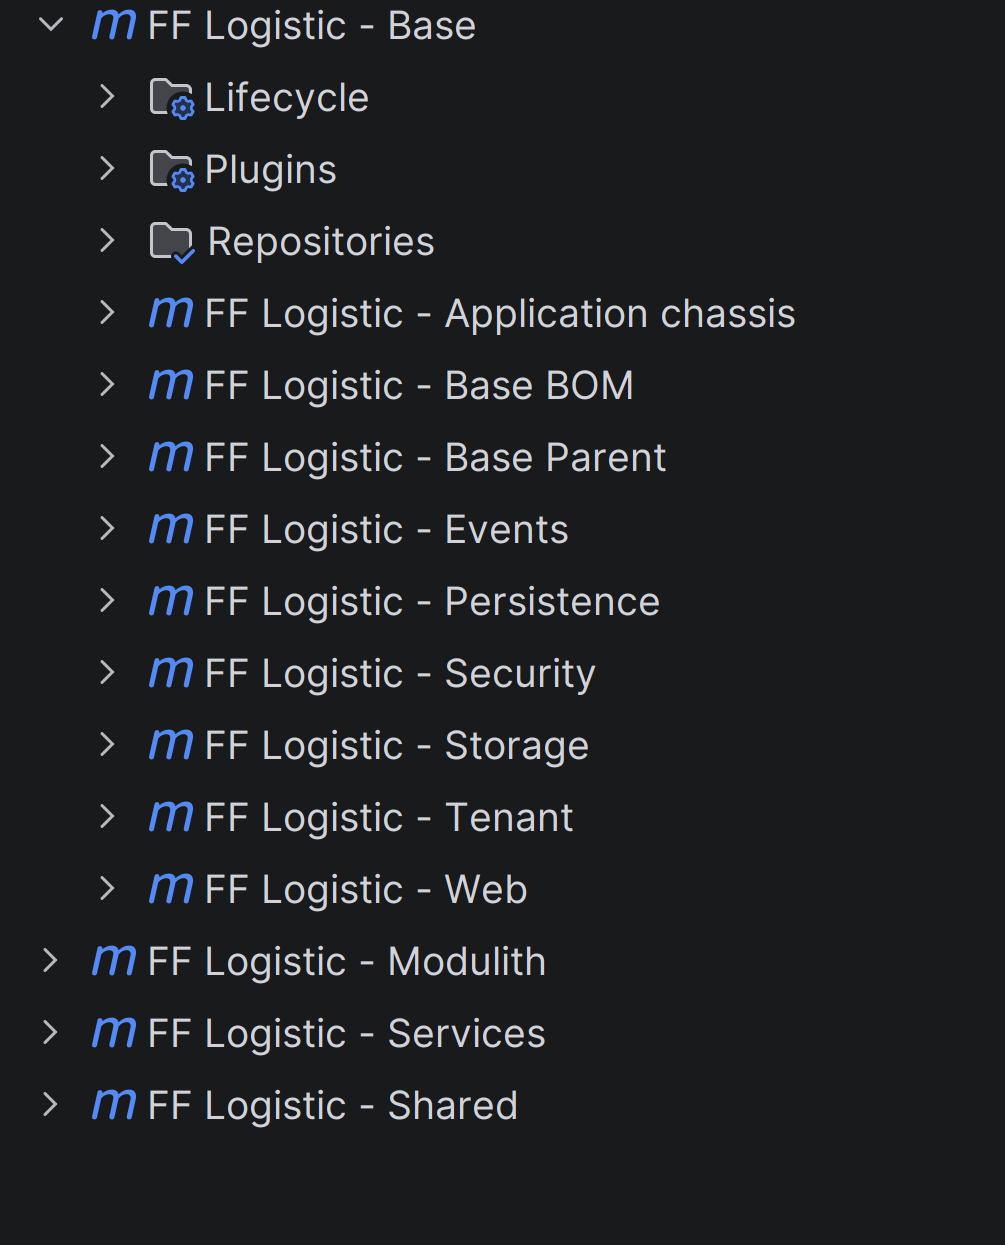 FF Logistic - Base
Lifecycle
Plugins
Repositories
FF Logistic - Application chassis
FF Logistic - Base BOM
FF Logistic - Base Parent
FF Logistic - Events
FF Logistic - Persistence
FF Logistic - Security
FF Logistic - Storage
FF Logistic - Tenant
FF Logistic - Web
FF Logistic - Modulith
FF Logistic - Services
FF Logistic - Shared